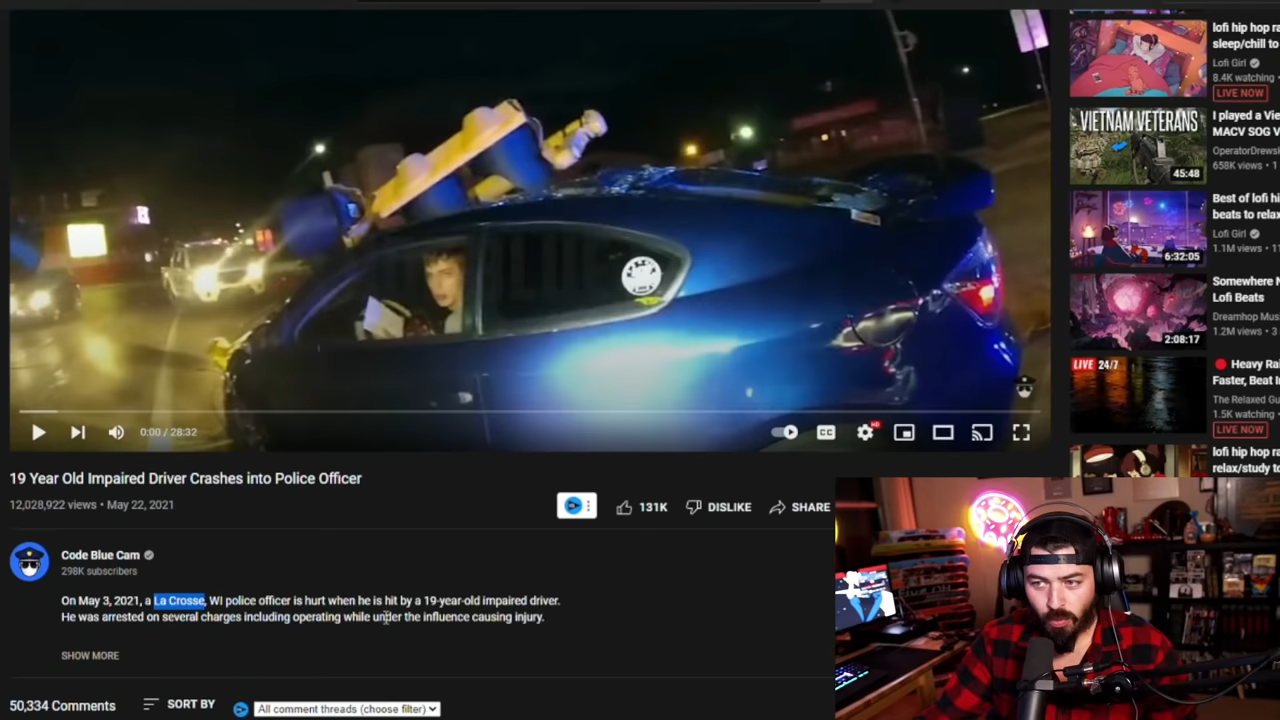 0:00 / 28:32
CC
HD
19 Year Old Impaired Driver Crashes into Police Officer
12,028,922 views • May 22, 2021
131K
DISLIKE
SHARE
Code Blue Cam
298K subscribers
On May 3, 2021, a La Crosse, WI police officer is hurt when he is hit by a 19-year-old impaired driver.
He was arrested on several charges including operating while under the influence causing injury.
SHOW MORE
50,334 Comments
SORT BY
All comment threads (choose filter)
lofi hip hop ra
sleep/chill to
Lofi Girl
8.4K watching •
LIVE NOW
VIETNAM VETERANS
45:48
I played a Vie
MACV SOG V
OperatorDrewsk
658K views • 1
6:32:05
Best of lofi hi
beats to relax
Lofi Girl
1.1M views • 11
2:08:17
Somewhere N
Lofi Beats
Dreamhop Mus
1.2M views • 3
LIVE 24/7
Heavy Rai
Faster, Beat I
The Relaxed Gu
1.5K watching •
LIVE NOW
lofi hip hop ra
relax/study to